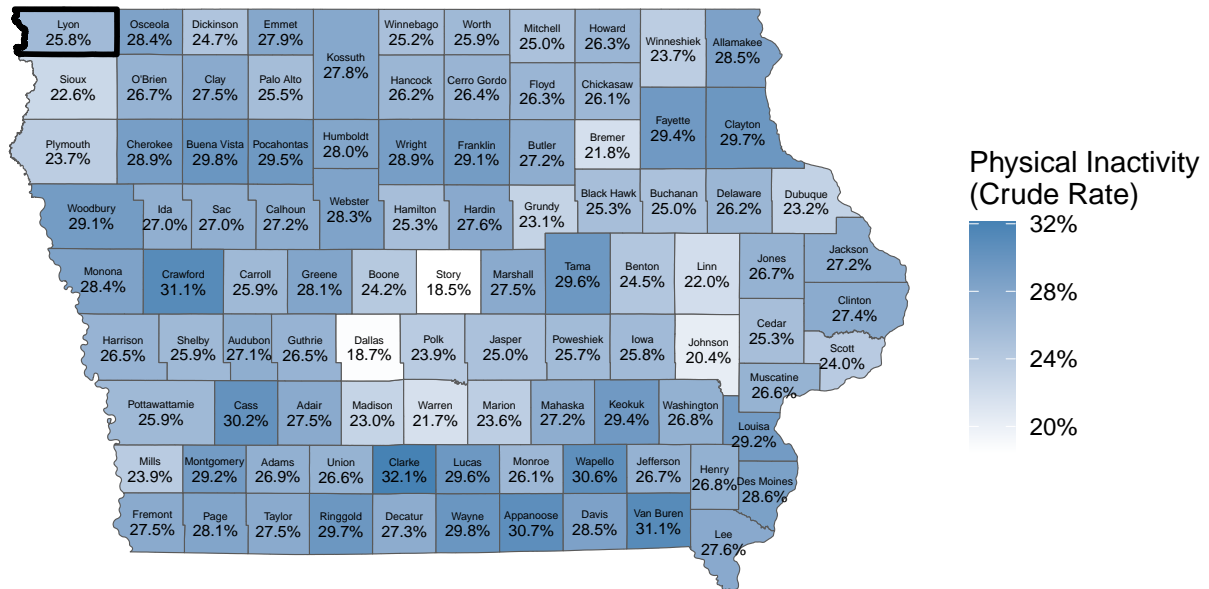 Lyon
25.8%
Osceola
28.4%
Dickinson
24.7%
Emmet
27.9%
Kossuth
27.8%
Winnebago
25.2%
Worth
25.9%
Mitchell
25.0%
Howard
26.3%
Winneshiek
23.7%
Allamakee
28.5%
Sioux
22.6%
O'Brien
26.7%
Clay
27.5%
Palo Alto
25.5%
Hancock
26.2%
Cerro Gordo
26.4%
Floyd
26.3%
Chickasaw
26.1%
Plymouth
23.7%
Cherokee
28.9%
Buena Vista
29.8%
Pocahontas
29.5%
Humboldt
28.0%
Wright
28.9%
Franklin
29.1%
Butler
27.2%
Bremer
21.8%
Fayette
29.4%
Clayton
29.7%
Woodbury
29.1%
Ida
27.0%
Sac
27.0%
Calhoun
27.2%
Webster
28.3%
Hamilton
25.3%
Hardin
27.6%
Grundy
23.1%
Black Hawk
25.3%
Buchanan
25.0%
Delaware
26.2%
Dubuque
23.2%
Monona
28.4%
Crawford
31.1%
Carroll
25.9%
Greene
28.1%
Boone
24.2%
Story
18.5%
Marshall
27.5%
Tama
29.6%
Benton
24.5%
Linn
22.0%
Jones
26.7%
Jackson
27.2%
Clinton
27.4%
Harrison
26.5%
Shelby
25.9%
Audubon
27.1%
Guthrie
26.5%
Dallas
18.7%
Polk
23.9%
Jasper
25.0%
Poweshiek
25.7%
Iowa
25.8%
Johnson
20.4%
Cedar
25.3%
Scott
24.0%
Muscatine
26.6%
Pottawattamie
25.9%
Cass
30.2%
Adair
27.5%
Madison
23.0%
Warren
21.7%
Marion
23.6%
Mahaska
27.2%
Keokuk
29.4%
Washington
26.8%
Louisa
29.2%
Mills
23.9%
Montgomery
29.2%
Adams
26.9%
Union
26.6%
Clarke
32.1%
Lucas
29.6%
Monroe
26.1%
Wapello
30.6%
Jefferson
26.7%
Henry
26.8%
Des Moines
28.6%
Fremont
27.5%
Page
28.1%
Taylor
27.5%
Ringgold
29.7%
Decatur
27.3%
Wayne
29.8%
Appanoose
30.7%
Davis
28.5%
Van Buren
31.1%
Lee
27.6%
Physical Inactivity
(Crude Rate)
32%
28%
24%
20%